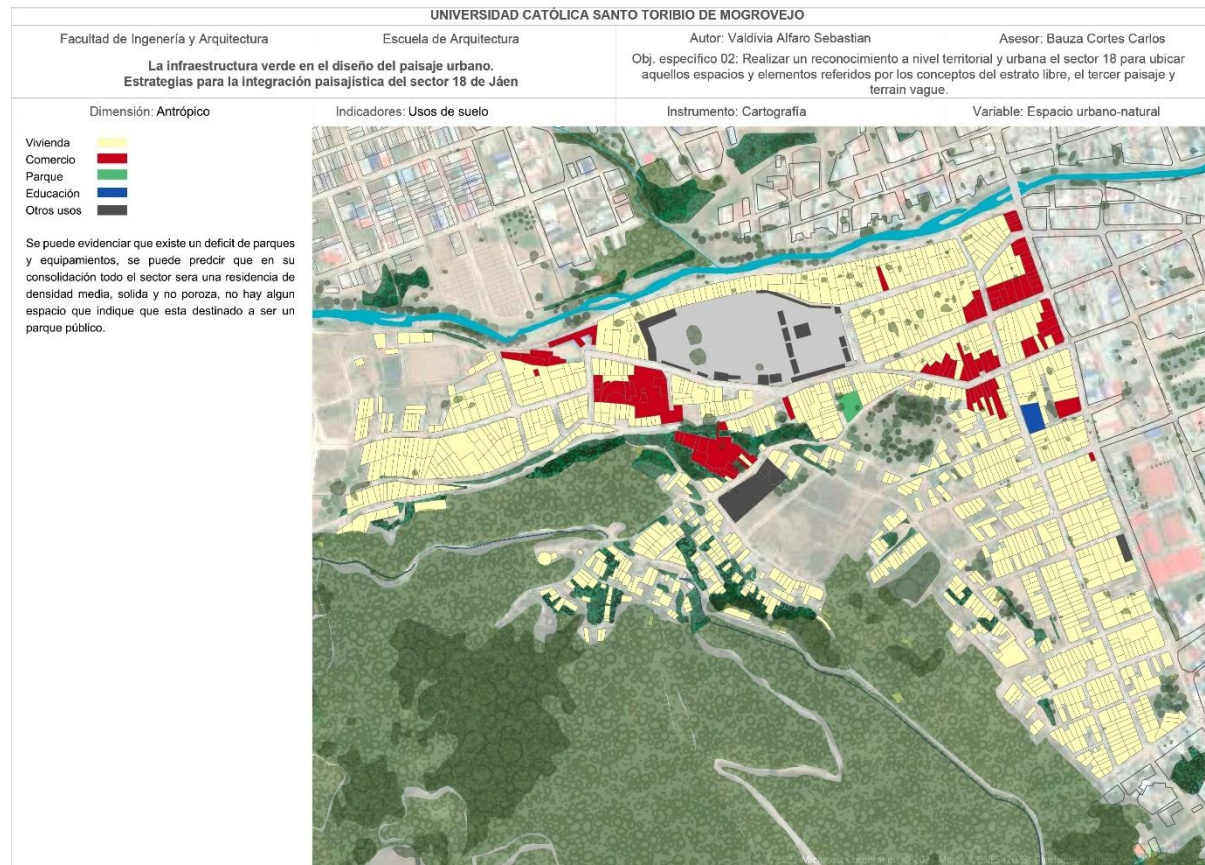 UNIVERSIDAD CATÓLICA SANTO TORIBIO DE MOGROVEJO
Facultad de Ingenería y Arquitectura
Escuela de Arquitectura
Autor: Valdivia Alfaro Sebastian
Asesor: Bauza Cortes Carlos
La infraestructura verde en el diseño del paisaje urbano.
Estrategias para la integración paisajística del sector 18 de Jáen
Obj. específico 02: Realizar un reconocimiento a nivel territorial y urbana el sector 18 para ubicar
aquellos espacios y elementos referidos por los conceptos del estrato libre, el tercer paisaje y
terrain vague.
Dimensión: Antrópico
Indicadores: Usos de suelo
Instrumento: Cartografía
Variable: Espacio urbano-natural
Vivienda
Comercio
Parque
Educación
Otros usos
Se puede evidenciar que existe un deficit de parques
y equipamientos, se puede predcir que en su
consolidación todo el sector sera una residencia de
densidad media, solida y no poroza, no hay algun
espacio que indique que esta destinado a ser un
parque público.
Microsoft Corporation